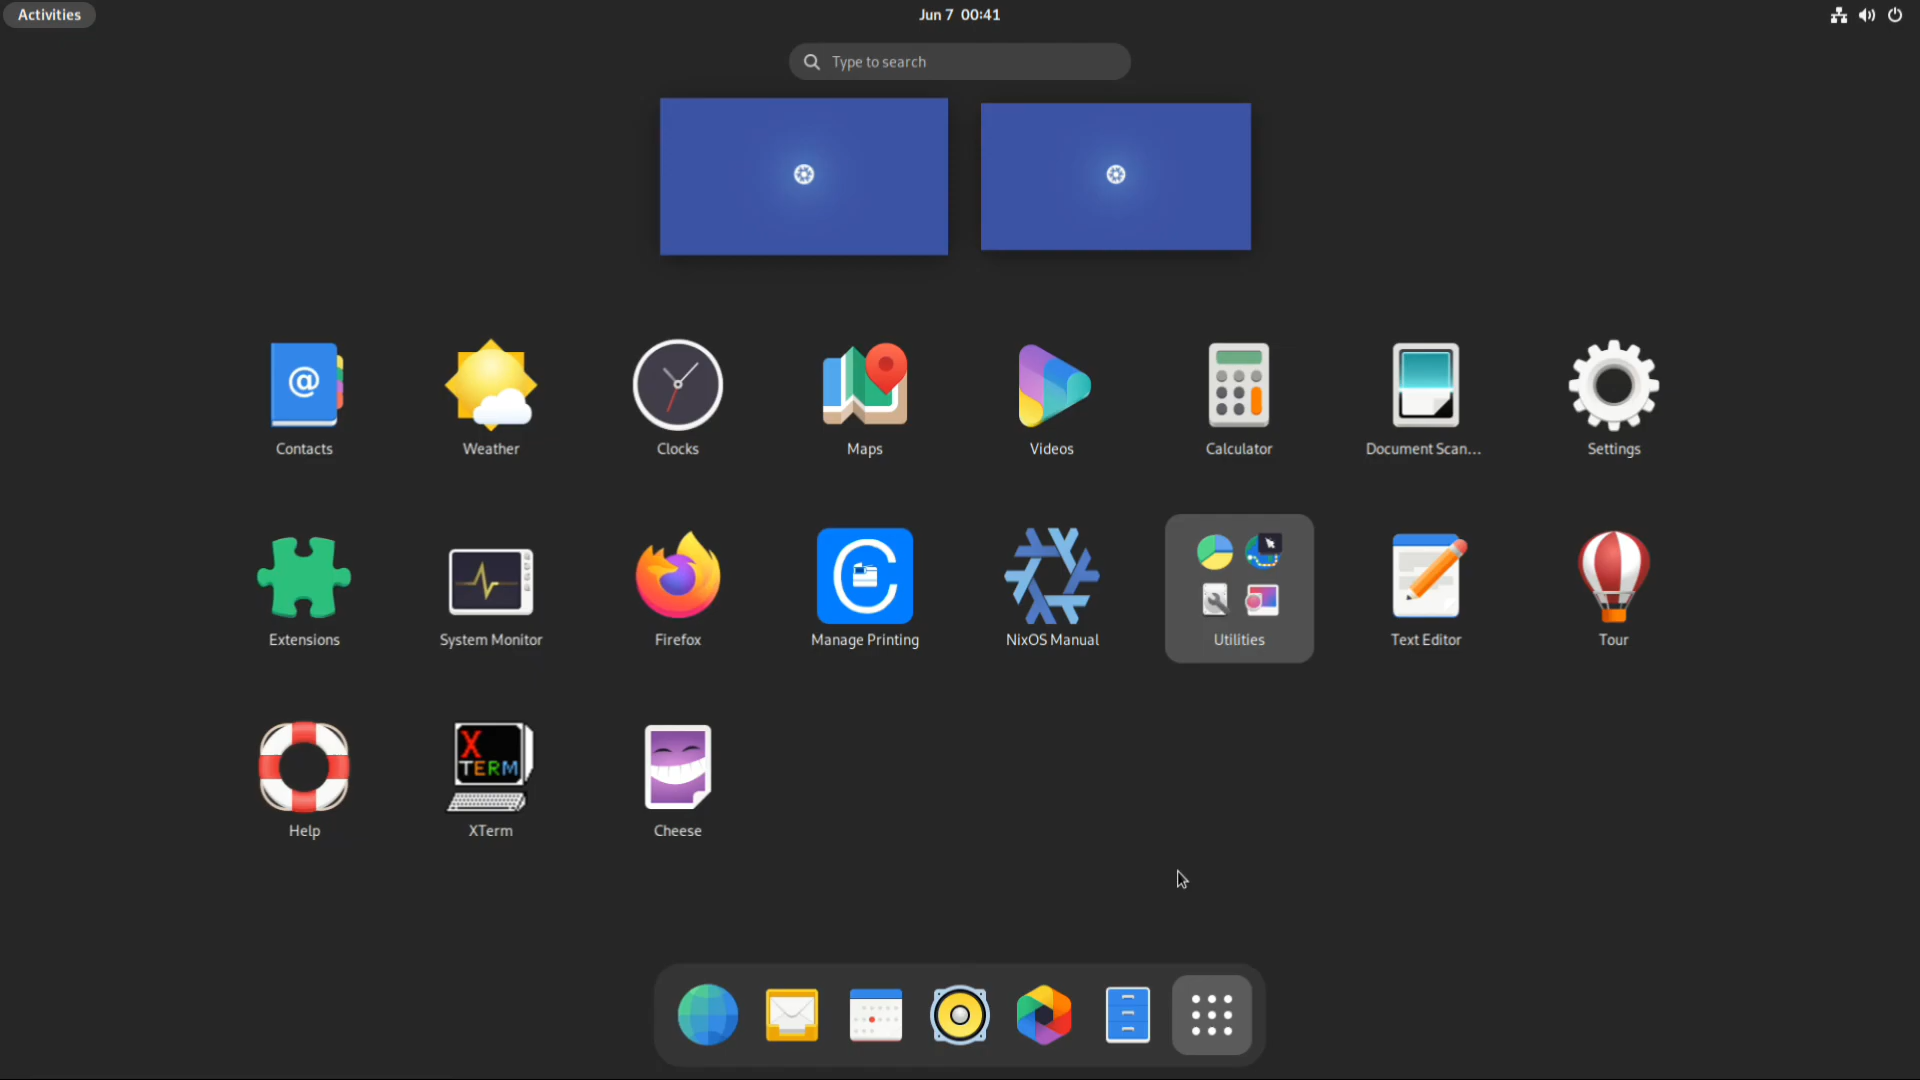 Activities
Jun 7 00:41
Type to search
Contacts
Weather
Clocks
Maps
Videos
Calculator
Document Scan…
Settings
Extensions
System Monitor
Firefox
Manage Printing
NixOS Manual
Utilities
Text Editor
Tour
X
TERM
Help
XTerm
Cheese